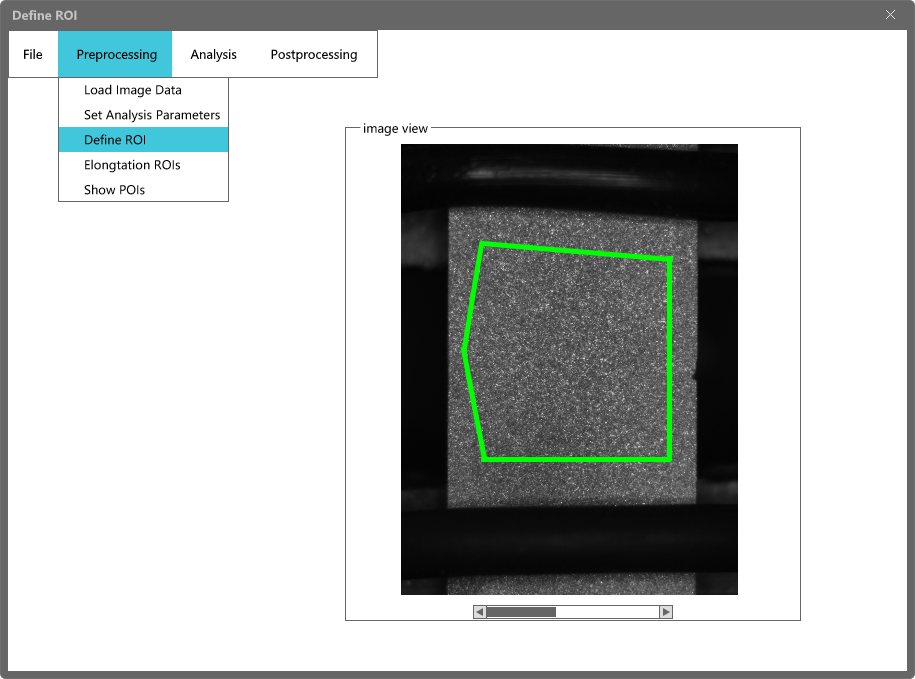 Define ROI
File
Preprocessing
Analysis
Postprocessing
Load Image Data
Set Analysis Parameters
Define ROI
Elongtation ROIs
Show POIs
image view